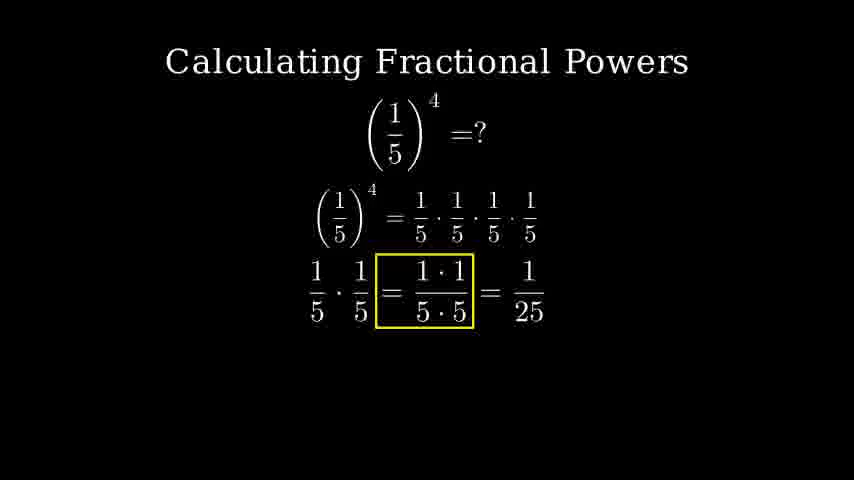 Calculating Fractional Powers
(1/5)^4 =?
(1/5)^4 = 1/5 · 1/5 · 1/5 · 1/5
1/5 · 1/5 = (1 · 1)/(5 · 5) = 1/25